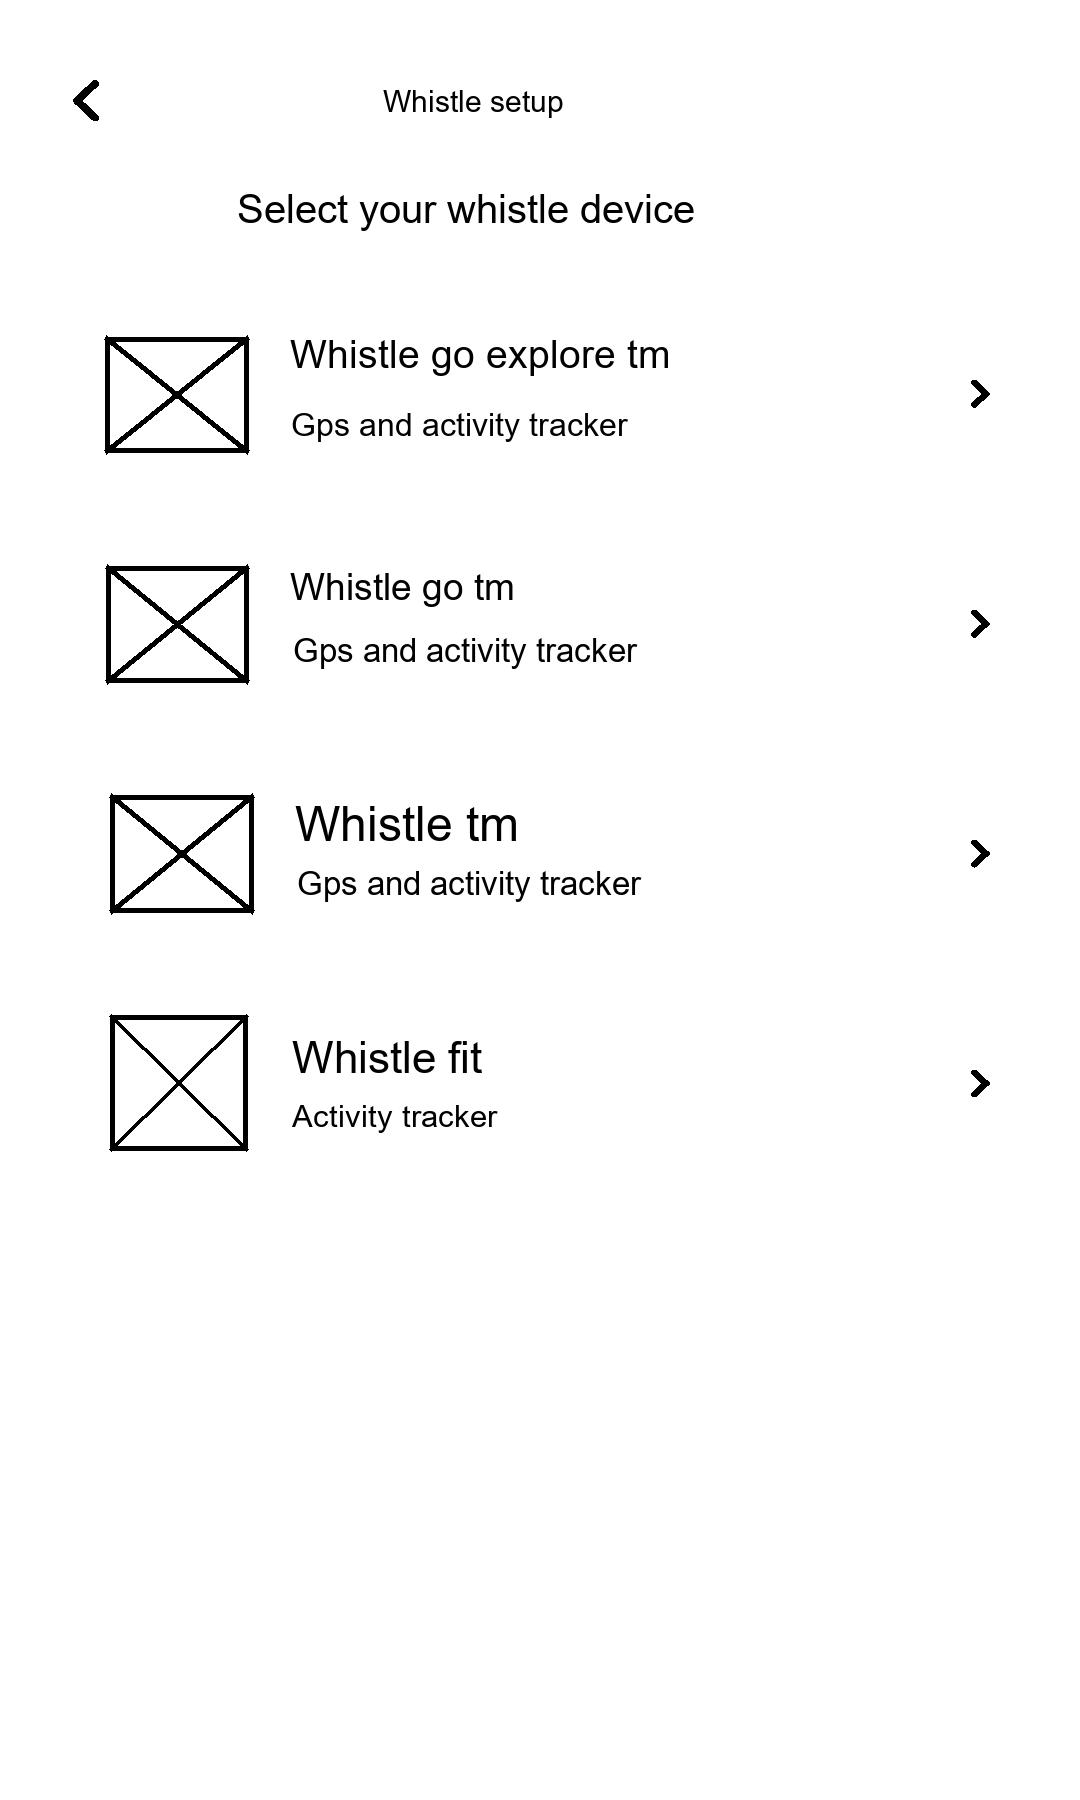 Whistle setup
Select your whistle device
Whistle go explore tm
Gps and activity tracker
Whistle go tm
Gps and activity tracker
Whistle tm
Gps and activity tracker
Whistle fit
Activity tracker